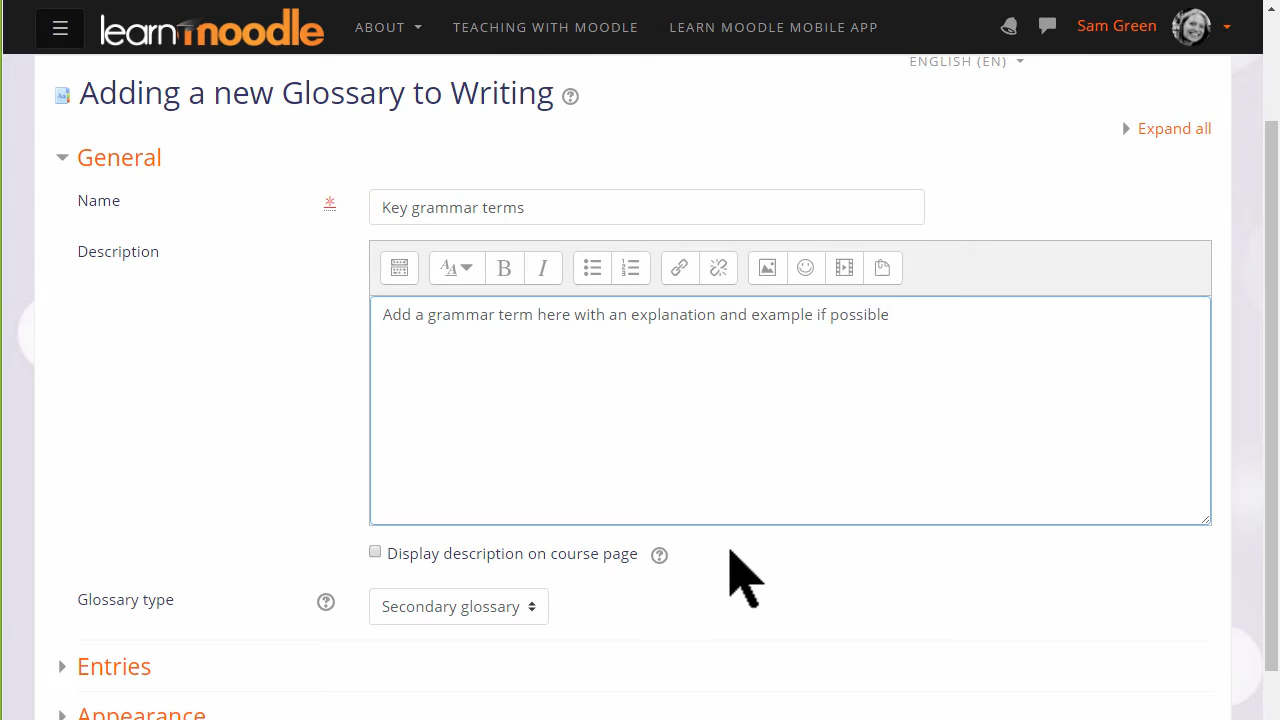 learn moodle
ABOUT
TEACHING WITH MOODLE
LEARN MOODLE MOBILE APP
Sam Green
ENGLISH (EN)
Adding a new Glossary to Writing
Expand all
General
Name
Key grammar terms
Description
Add a grammar term here with an explanation and example if possible
Display description on course page
Glossary type
Secondary glossary
Entries
Appearance